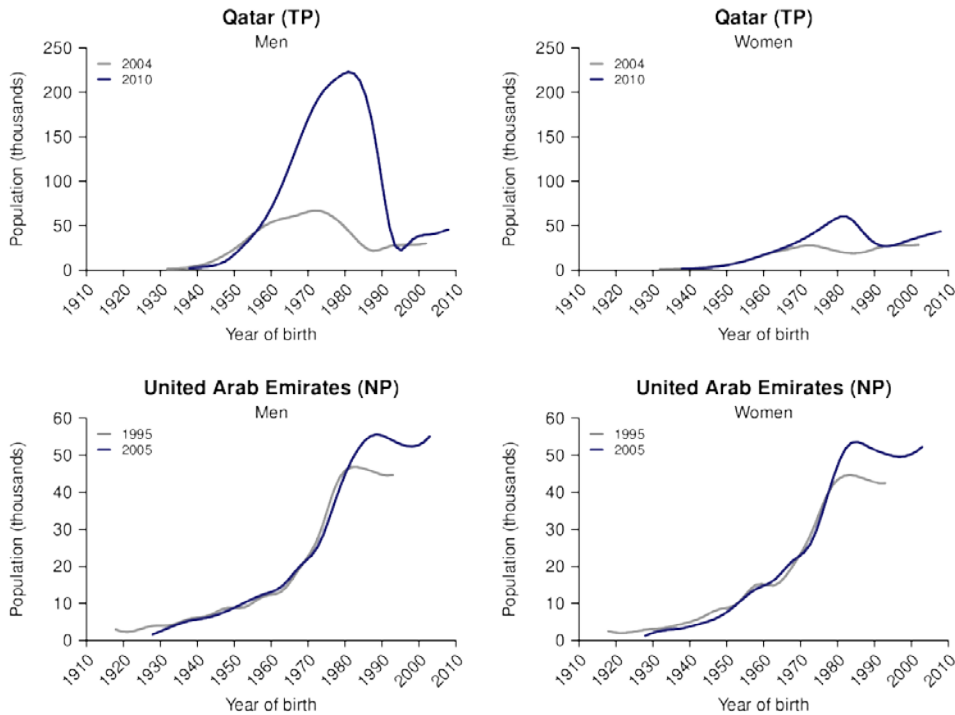 Qatar (TP)
Men
250
200
150
100
50
0
Population (thousands)
2004
2010
1910 1920 1930 1940 1950 1960 1970 1980 1990 2000 2010
Year of birth
Qatar (TP)
Women
250
200
150
100
50
0
Population (thousands)
2004
2010
1910 1920 1930 1940 1950 1960 1970 1980 1990 2000 2010
Year of birth
United Arab Emirates (NP)
Men
60
50
40
30
20
10
0
Population (thousands)
1995
2005
1910 1920 1930 1940 1950 1960 1970 1980 1990 2000 2010
Year of birth
United Arab Emirates (NP)
Women
60
50
40
30
20
10
0
Population (thousands)
1995
2005
1910 1920 1930 1940 1950 1960 1970 1980 1990 2000 2010
Year of birth